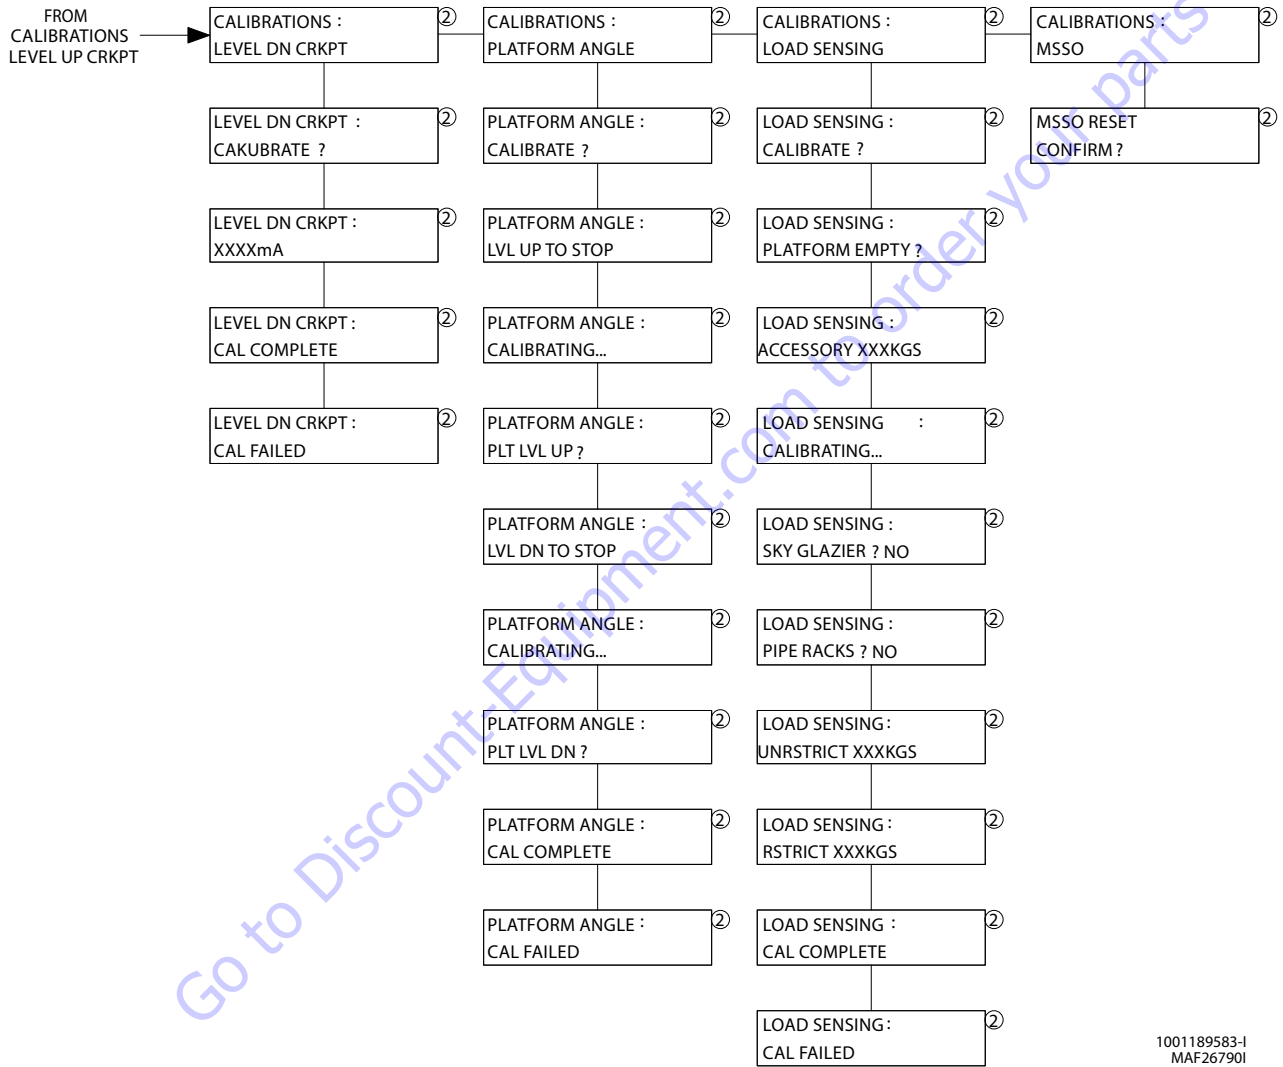 FROM
CALIBRATIONS
LEVEL UP CRKPT
CALIBRATIONS :
LEVEL DN CRKPT
②
LEVEL DN CRKPT :
CAKUBRATE ?
②
LEVEL DN CRKPT :
XXXXmA
②
LEVEL DN CRKPT :
CAL COMPLETE
②
LEVEL DN CRKPT :
CAL FAILED
②
CALIBRATIONS :
PLATFORM ANGLE
②
PLATFORM ANGLE :
CALIBRATE ?
②
PLATFORM ANGLE :
LVL UP TO STOP
②
PLATFORM ANGLE :
CALIBRATING...
②
PLATFORM ANGLE :
PLT LVL UP ?
②
PLATFORM ANGLE :
LVL DN TO STOP
②
PLATFORM ANGLE :
CALIBRATING...
②
PLATFORM ANGLE :
PLT LVL DN ?
②
PLATFORM ANGLE :
CAL COMPLETE
②
PLATFORM ANGLE :
CAL FAILED
②
CALIBRATIONS :
LOAD SENSING
②
LOAD SENSING :
CALIBRATE ?
②
LOAD SENSING :
PLATFORM EMPTY ?
②
LOAD SENSING :
ACCESSORY XXXKGS
②
LOAD SENSING :
CALIBRATING...
②
LOAD SENSING :
SKY GLAZIER ? NO
②
LOAD SENSING :
PIPE RACKS ? NO
②
LOAD SENSING :
UNRSTRICT XXXKGS
②
LOAD SENSING :
RSTRICT XXXKGS
②
LOAD SENSING :
CAL COMPLETE
②
LOAD SENSING :
CAL FAILED
②
CALIBRATIONS :
MSSO
②
MSSO RESET
CONFIRM ?
②
Go to Discount-Equipment.com to order your parts
1001189583-I
MAF26790I